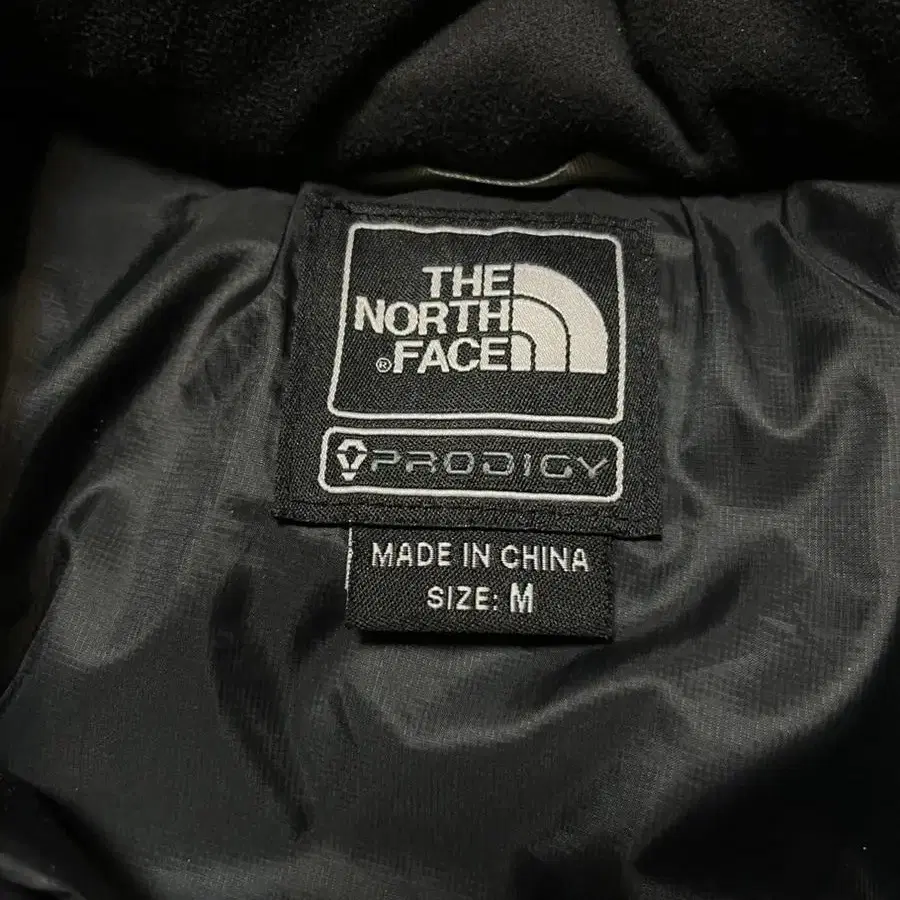 THE
NORTH
® FACE
PRODIGY
MADE IN CHINA
SIZE: M